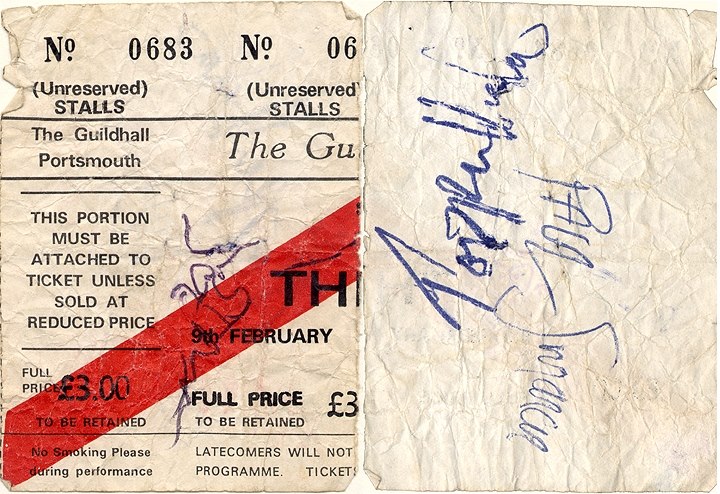 Nº 0683
(Unreserved)
STALLS
The Guildhall
Portsmouth
THIS PORTION
MUST BE
ATTACHED TO
TICKET UNLESS
SOLD AT
REDUCED PRICE
FULL
PRICE £3.00
TO BE RETAINED
No Smoking Please
during performance
Nº 06
(Unreserved)
STALLS
The Gu
TH
9th FEBRUARY
FULL PRICE £3
TO BE RETAINED
LATECOMERS WILL NOT
PROGRAMME. TICKETS
Topper Headon